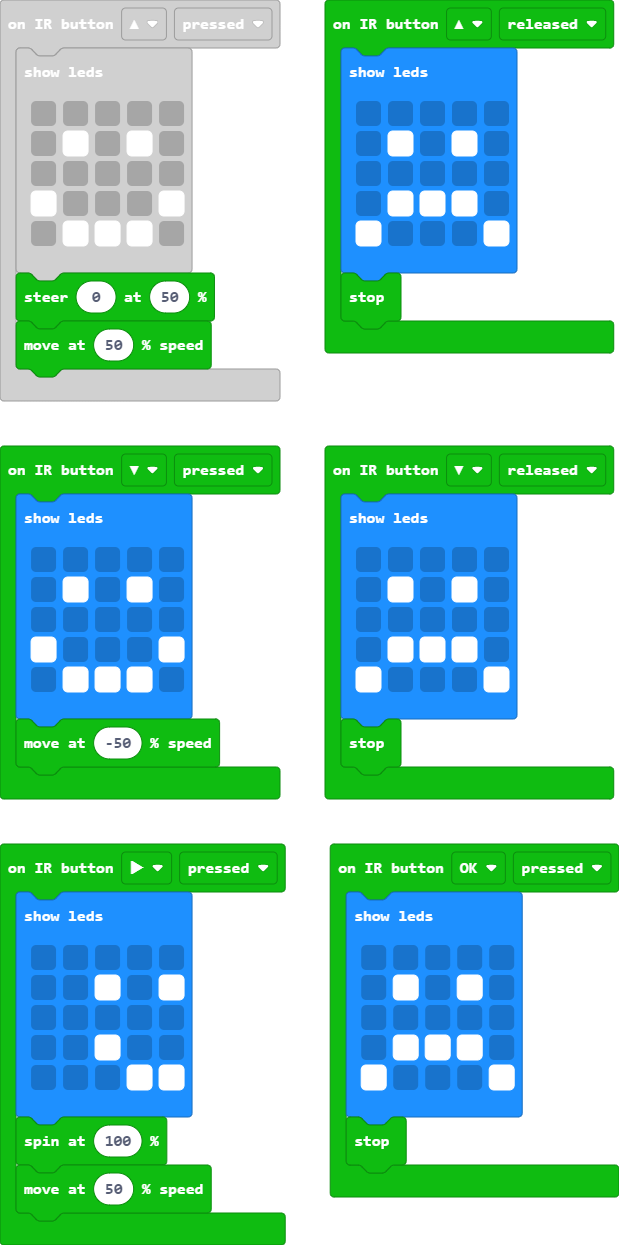 on IR button ▲ pressed
show leds
steer 0 at 50 %
move at 50 % speed
on IR button ▲ released
show leds
stop
on IR button ▼ pressed
show leds
move at -50 % speed
on IR button ▼ released
show leds
stop
on IR button ▶ pressed
show leds
spin at 100 %
move at 50 % speed
on IR button OK pressed
show leds
stop